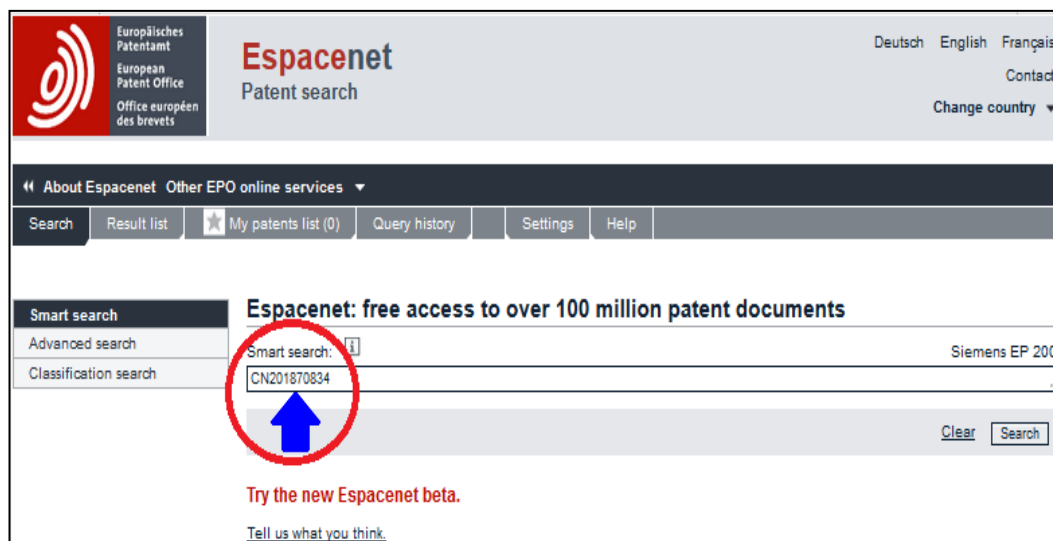 Europäisches
Patentamt
European
Patent Office
Office européen
des brevets
Espacenet
Patent search
Deutsch English Français
Contact
Change country
About Espacenet Other EPO online services
Search Result list My patents list (0) Query history Settings Help
Smart search
Advanced search
Classification search
Espacenet: free access to over 100 million patent documents
Smart search: i Siemens EP 200
CN201870834
Clear Search
Try the new Espacenet beta.
Tell us what you think.